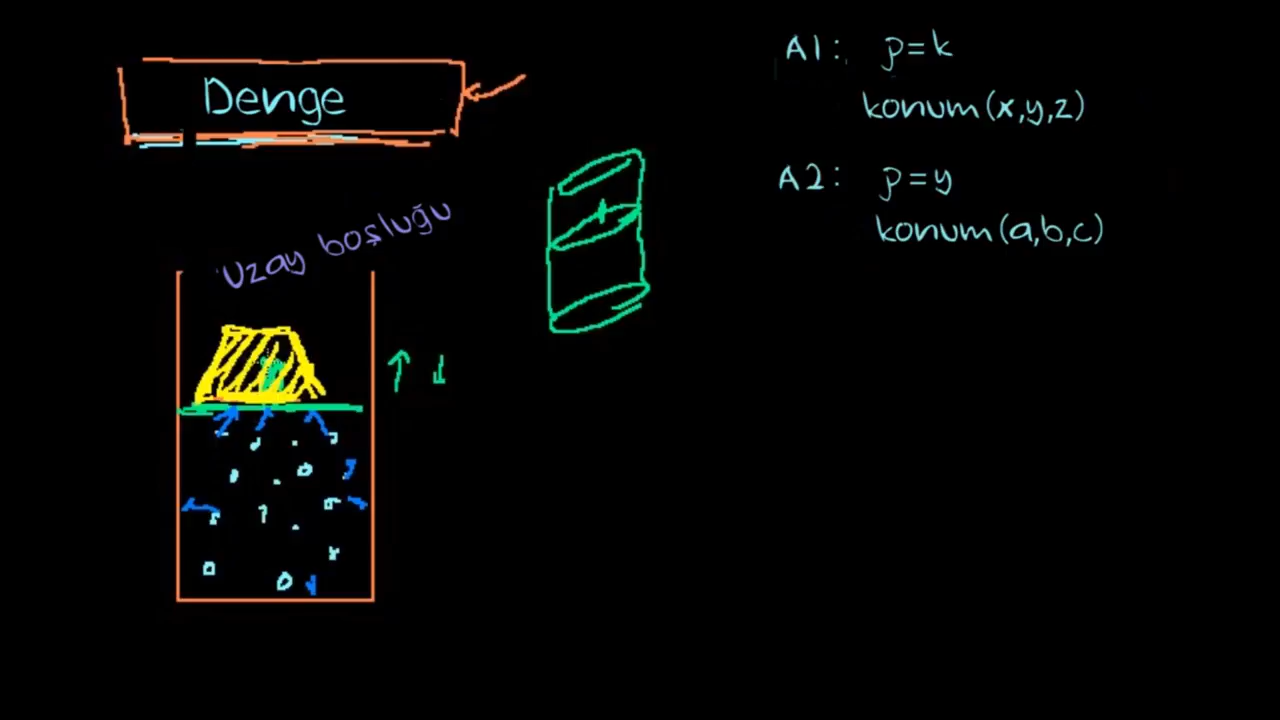 Denge
Uzay boşluğu
A1: p=k
konum(x,y,z)
A2: p=y
konum(a,b,c)